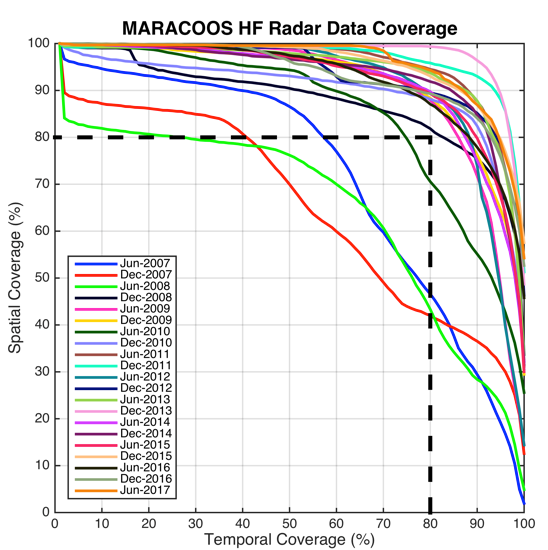 MARACOOS HF Radar Data Coverage
100
90
80
70
60
50
40
30
20
10
0
Spatial Coverage (%)
Jun-2007
Dec-2007
Jun-2008
Dec-2008
Jun-2009
Dec-2009
Jun-2010
Dec-2010
Jun-2011
Dec-2011
Jun-2012
Dec-2012
Jun-2013
Dec-2013
Jun-2014
Dec-2014
Jun-2015
Dec-2015
Jun-2016
Dec-2016
Jun-2017
0 10 20 30 40 50 60 70 80 90 100
Temporal Coverage (%)